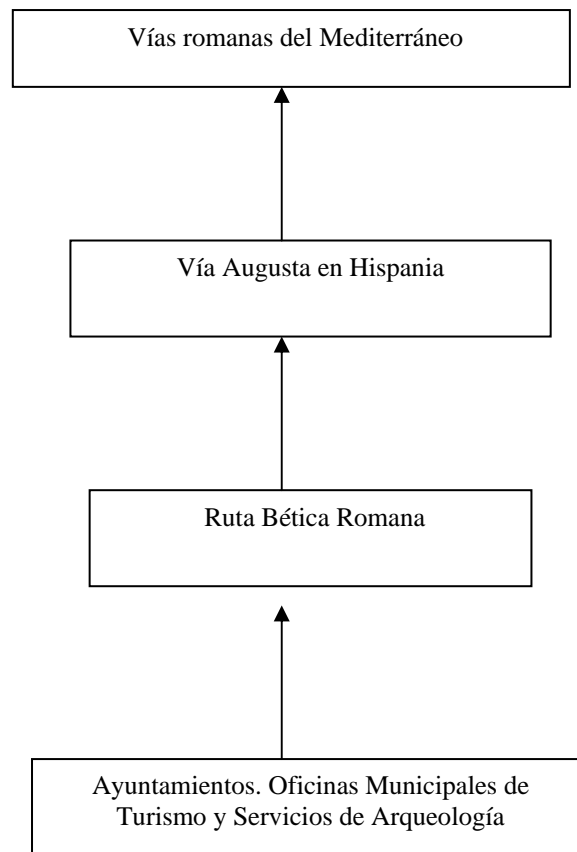 Vías romanas del Mediterráneo
Vía Augusta en Hispania
Ruta Bética Romana
Ayuntamientos. Oficinas Municipales de
Turismo y Servicios de Arqueología